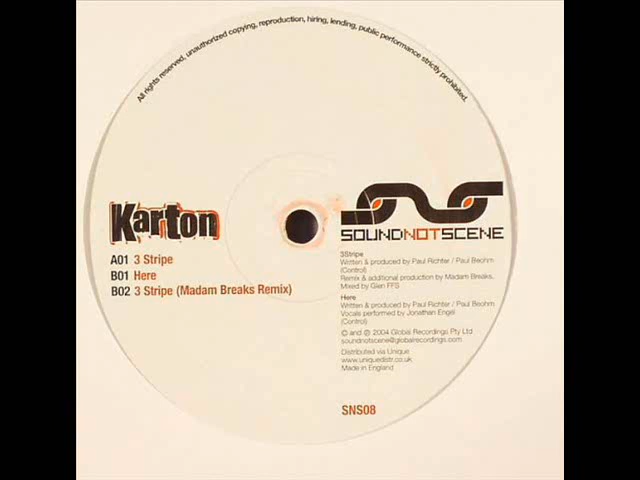 All rights reserved, unauthorized copying, reproduction, hiring, lending, public performance strictly prohibited.
Karton
A01 3 Stripe
B01 Here
B02 3 Stripe (Madam Breaks Remix)
SOUNDNOTSCENE
3Stripe
Written & produced by Paul Richter / Paul Beohm
(Control)
Remix & additional production by Madam Breaks,
Mixed by Glen FFS
Here
Written & produced by Paul Richter / Paul Beohm
Vocals performed by Jonathan Engel
(Control)
© and ℗ 2004 Global Recordings Pty Ltd
soundnotscene@globalrecordings.com
Distributed via Unique
www.uniquedistr.co.uk
Made in England
SNS08